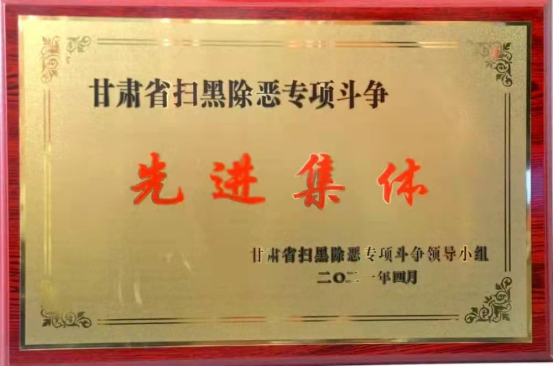 甘肃省扫黑除恶专项斗争
先进集体
甘肃省扫黑除恶专项斗争领导小组
二〇二一年四月